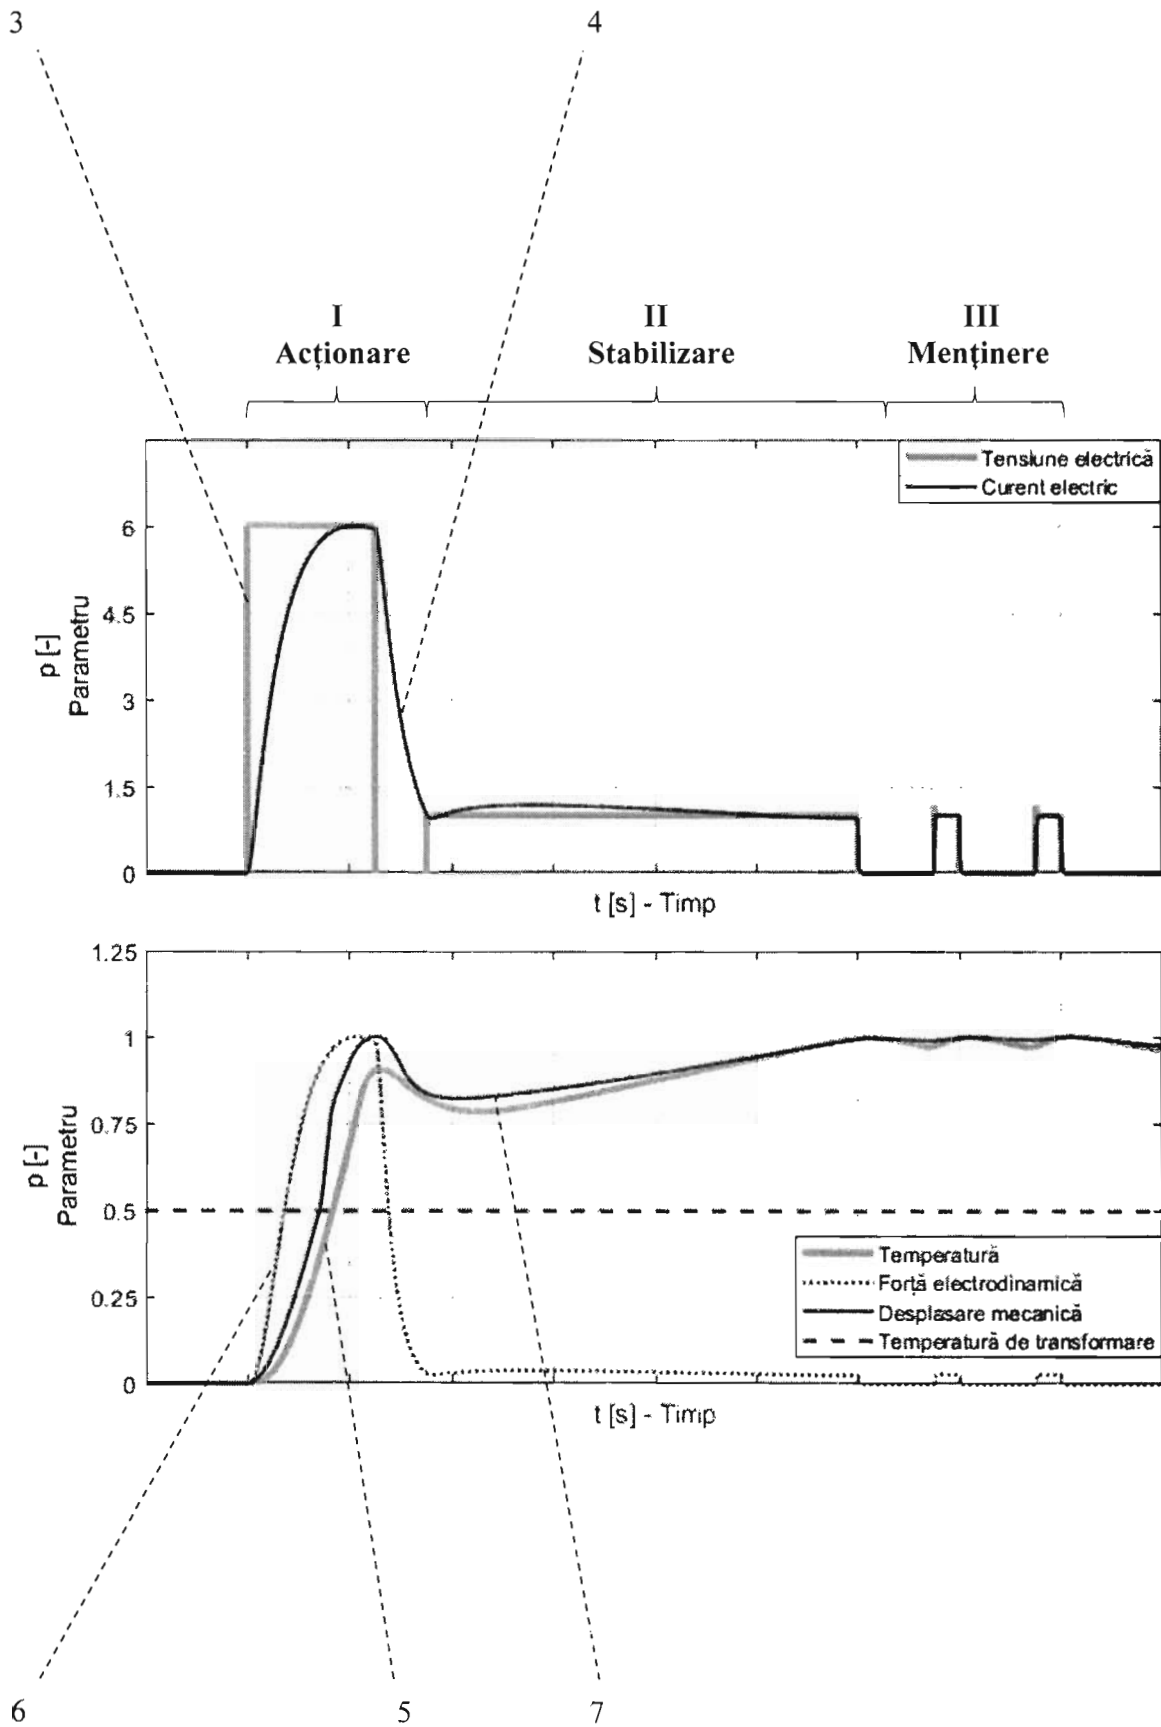 3 4
I II III
Acționare Stabilizare Menținere
Tensiune electrică
Curent electric
6
4.5
3
1.5
0
p [-]
Parametru
t [s] - Timp
1.25
1
0.75
0.5
0.25
0
p [-]
Parametru
Temperatură
Forță electrodinamică
Desplasare mecanică
Temperatură de transformare
t [s] - Timp
6 5 7